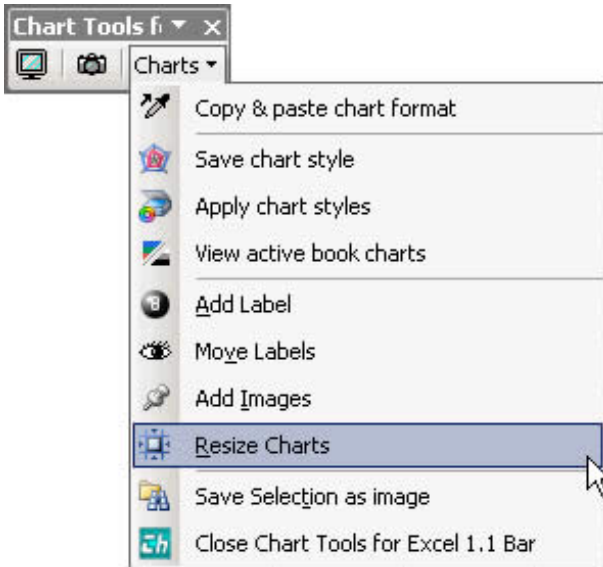 Chart Tools f
Charts
Copy & paste chart format
Save chart style
Apply chart styles
View active book charts
Add Label
Move Labels
Add Images
Resize Charts
Save Selection as image
Close Chart Tools for Excel 1.1 Bar